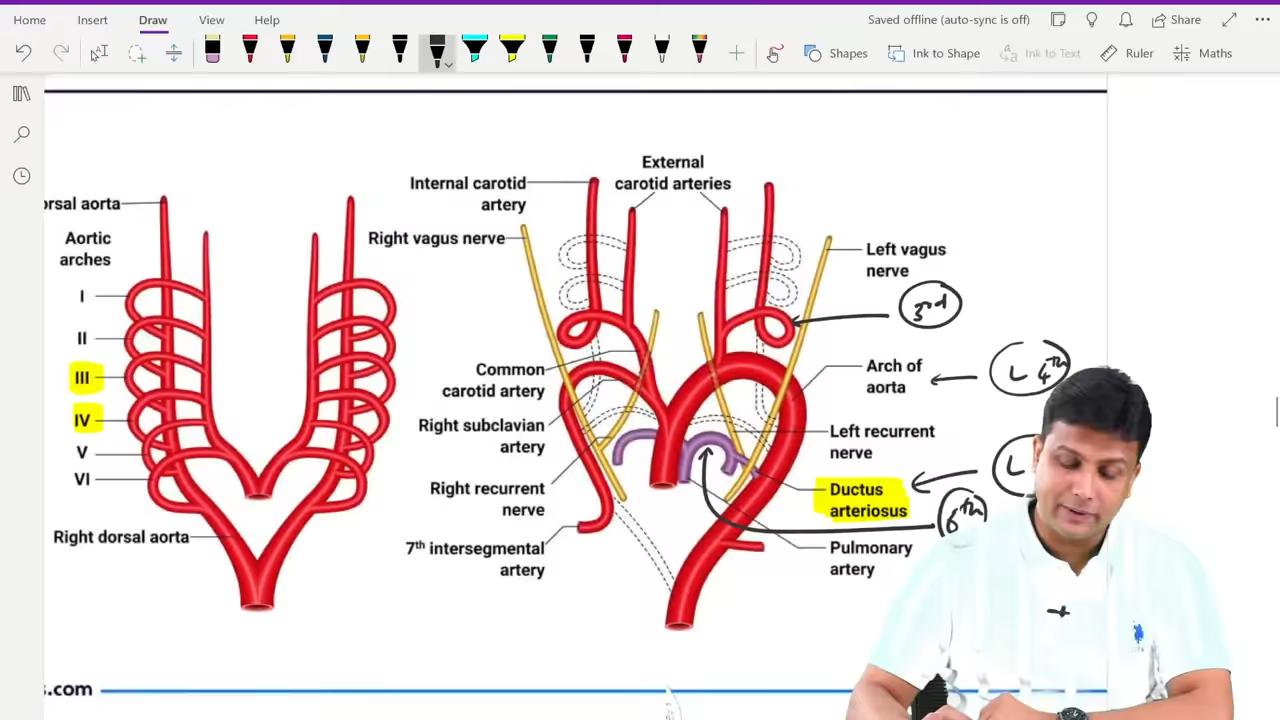 Home Insert Draw View Help Saved offline (auto-sync is off) Share
Ink to Shape Ink to Text Shapes Ruler Maths
orsal aorta
Aortic
arches
I
II
III
IV
V
VI
Right dorsal aorta
Internal carotid
artery
External
carotid arteries
Right vagus nerve
Left vagus
nerve
3rd
Common
carotid artery
Arch of
aorta
L 4th
Right subclavian
artery
Left recurrent
nerve
Right recurrent
nerve
Ductus
arteriosus
L
6th
7th intersegmental
artery
Pulmonary
artery
s.com